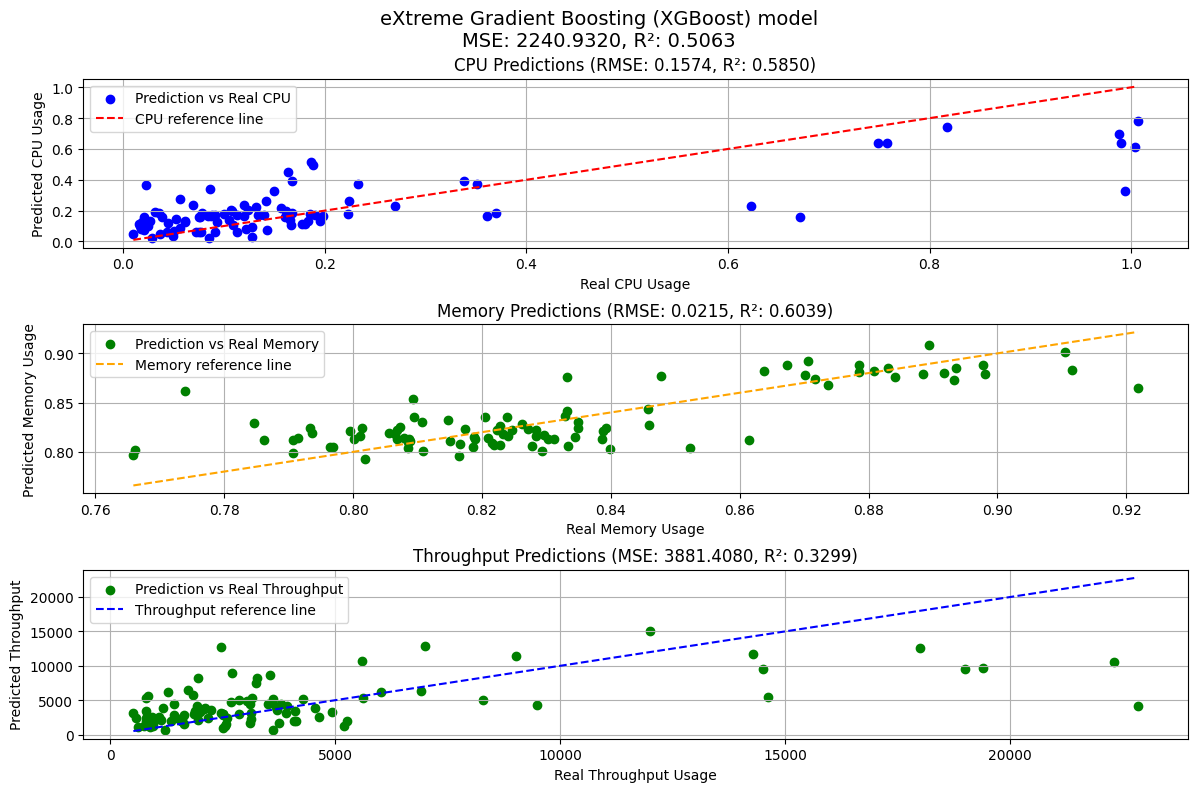 eXtreme Gradient Boosting (XGBoost) model
MSE: 2240.9320, R²: 0.5063
CPU Predictions (RMSE: 0.1574, R²: 0.5850)
Predicted CPU Usage
1.0
0.8
0.6
0.4
0.2
0.0
Prediction vs Real CPU
CPU reference line
0.0 0.2 0.4 0.6 0.8 1.0
Real CPU Usage
Memory Predictions (RMSE: 0.0215, R²: 0.6039)
Predicted Memory Usage
0.90
0.85
0.80
Prediction vs Real Memory
Memory reference line
0.76 0.78 0.80 0.82 0.84 0.86 0.88 0.90 0.92
Real Memory Usage
Throughput Predictions (MSE: 3881.4080, R²: 0.3299)
Predicted Throughput
20000
15000
10000
5000
0
Prediction vs Real Throughput
Throughput reference line
0 5000 10000 15000 20000
Real Throughput Usage